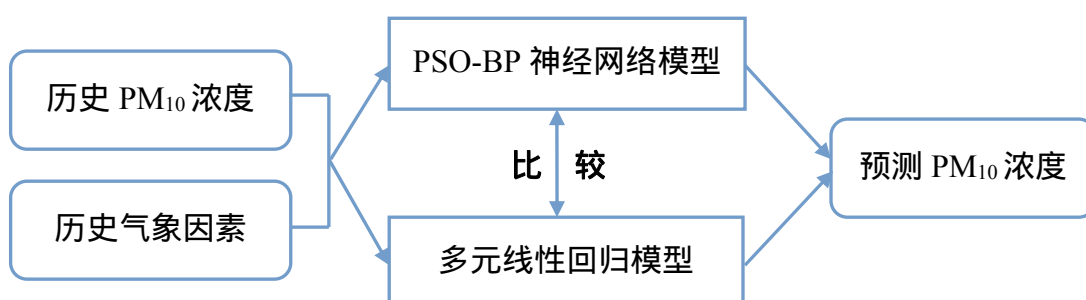 历史 PM₁₀ 浓度
历史气象因素
PSO-BP 神经网络模型
比 较
多元线性回归模型
预测 PM₁₀ 浓度